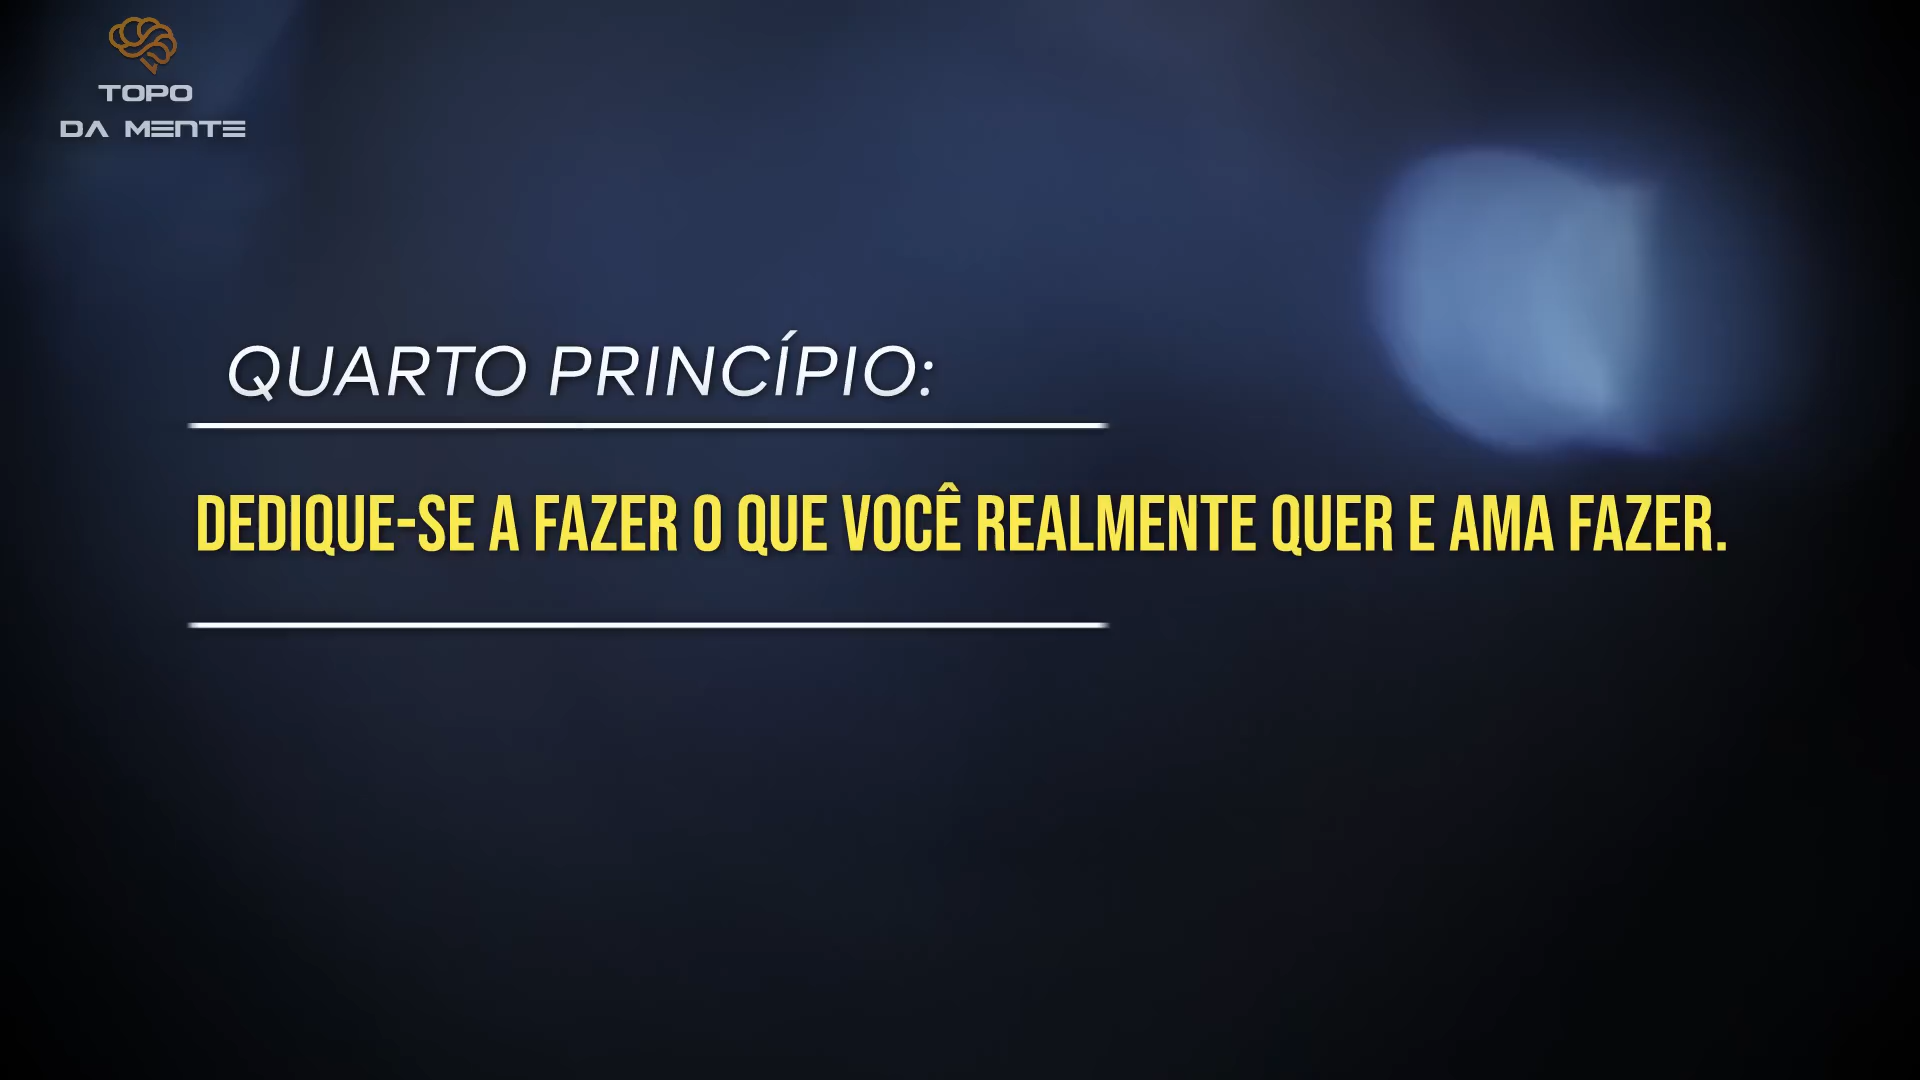 TOPO
DA MENTE
QUARTO PRINCÍPIO:
DEDIQUE-SE A FAZER O QUE VOCÊ REALMENTE QUER E AMA FAZER.